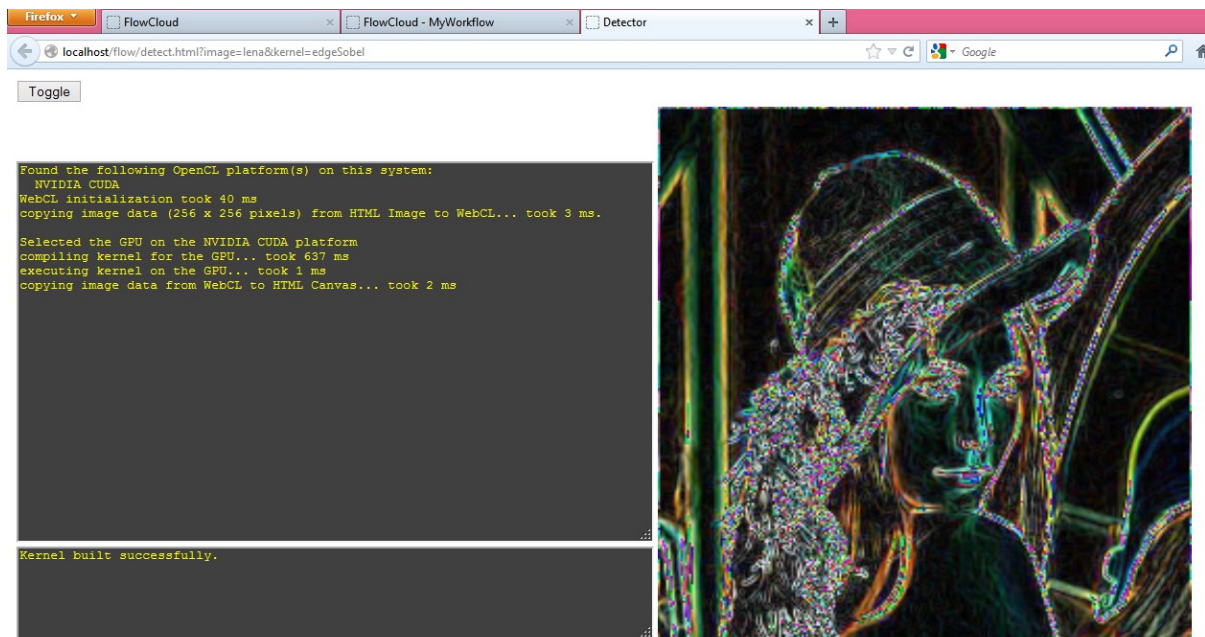 Firefox
FlowCloud
FlowCloud - MyWorkflow
Detector
localhost/flow/detect.html?image=lena&kernel=edgeSobel
Google
Toggle
Found the following OpenCL platform(s) on this system:
NVIDIA CUDA
WebCL initialization took 40 ms
copying image data (256 x 256 pixels) from HTML Image to WebCL... took 3 ms.
Selected the GPU on the NVIDIA CUDA platform
compiling kernel for the GPU... took 637 ms
executing kernel on the GPU... took 1 ms
copying image data from WebCL to HTML Canvas... took 2 ms
Kernel built successfully.